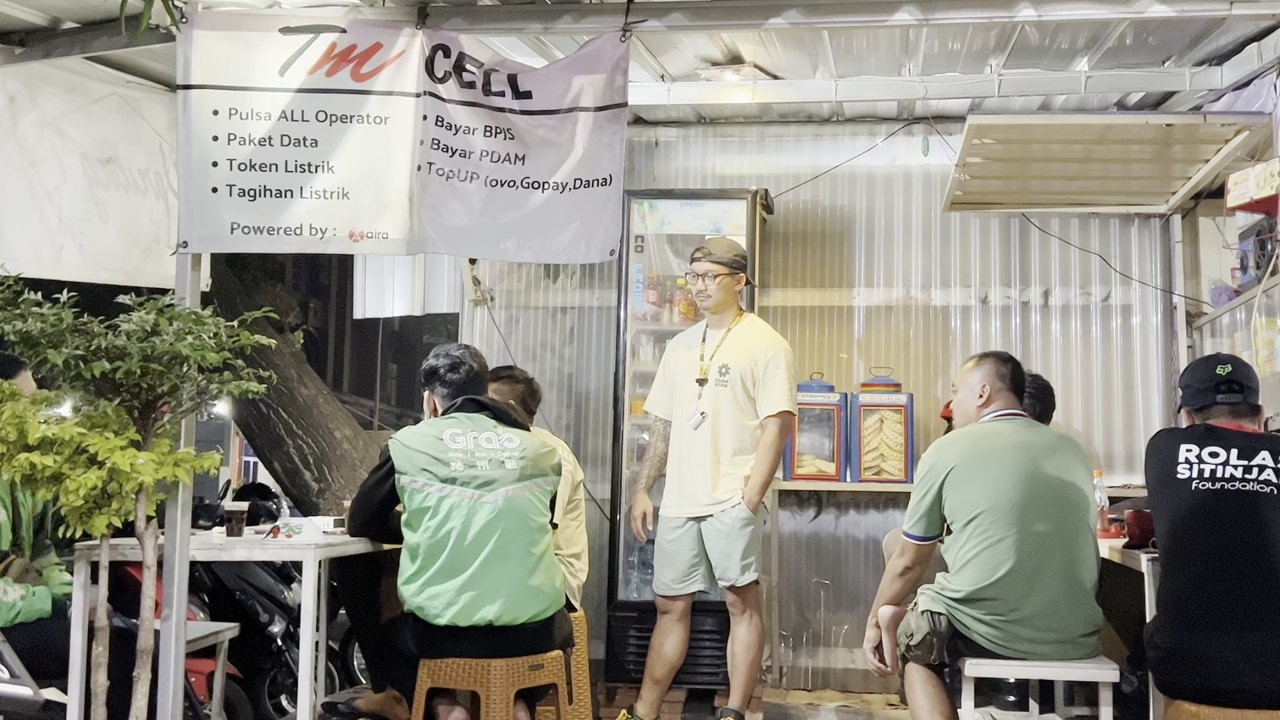 Tm CELL
• Pulsa ALL Operator
• Paket Data
• Token Listrik
• Tagihan Listrik
Powered by : aira
• Bayar BPJS
• Bayar PDAM
• TopUP (ovo,Gopay,Dana)
Grab
ROLAS
SITINJA
Foundation